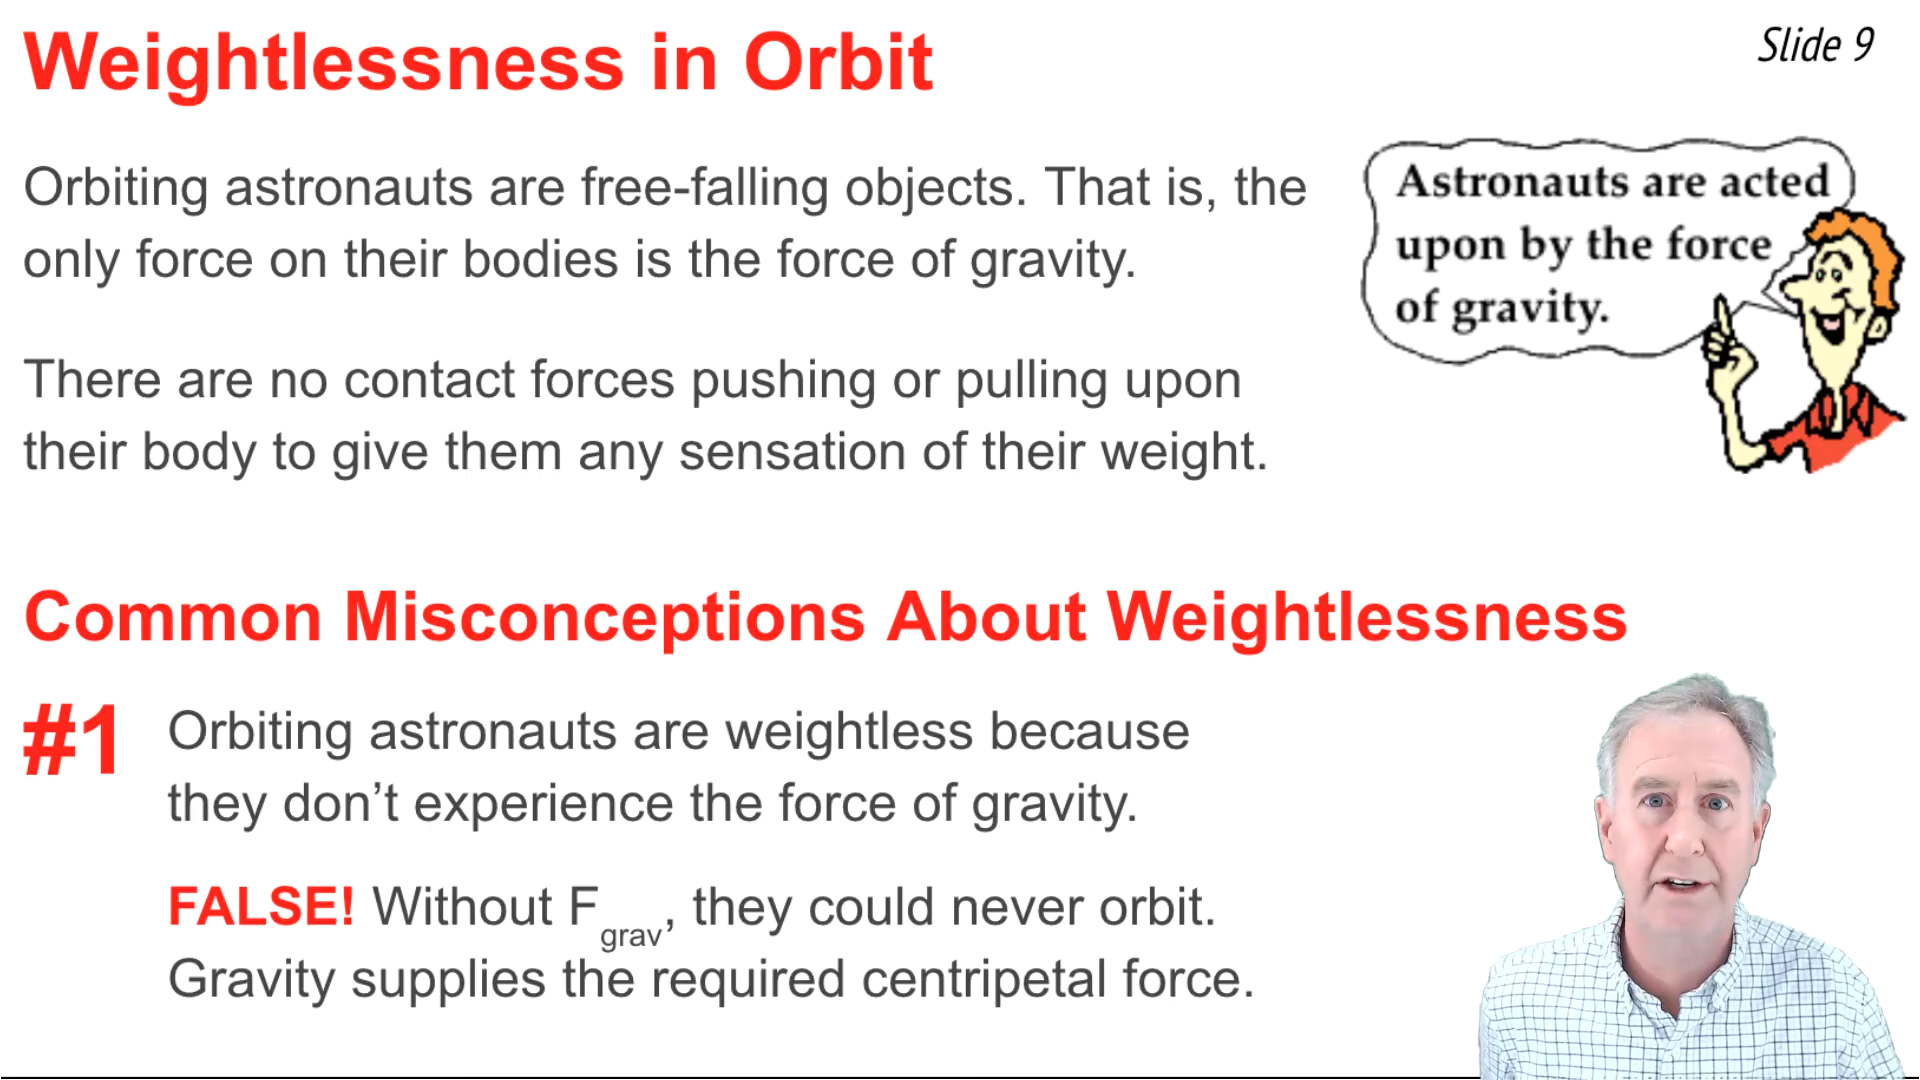 Weightlessness in Orbit
Slide 9
Orbiting astronauts are free-falling objects. That is, the
only force on their bodies is the force of gravity.
There are no contact forces pushing or pulling upon
their body to give them any sensation of their weight.
Astronauts are acted
upon by the force
of gravity.
Common Misconceptions About Weightlessness
#1
Orbiting astronauts are weightless because
they don’t experience the force of gravity.
FALSE! Without Fgrav, they could never orbit.
Gravity supplies the required centripetal force.